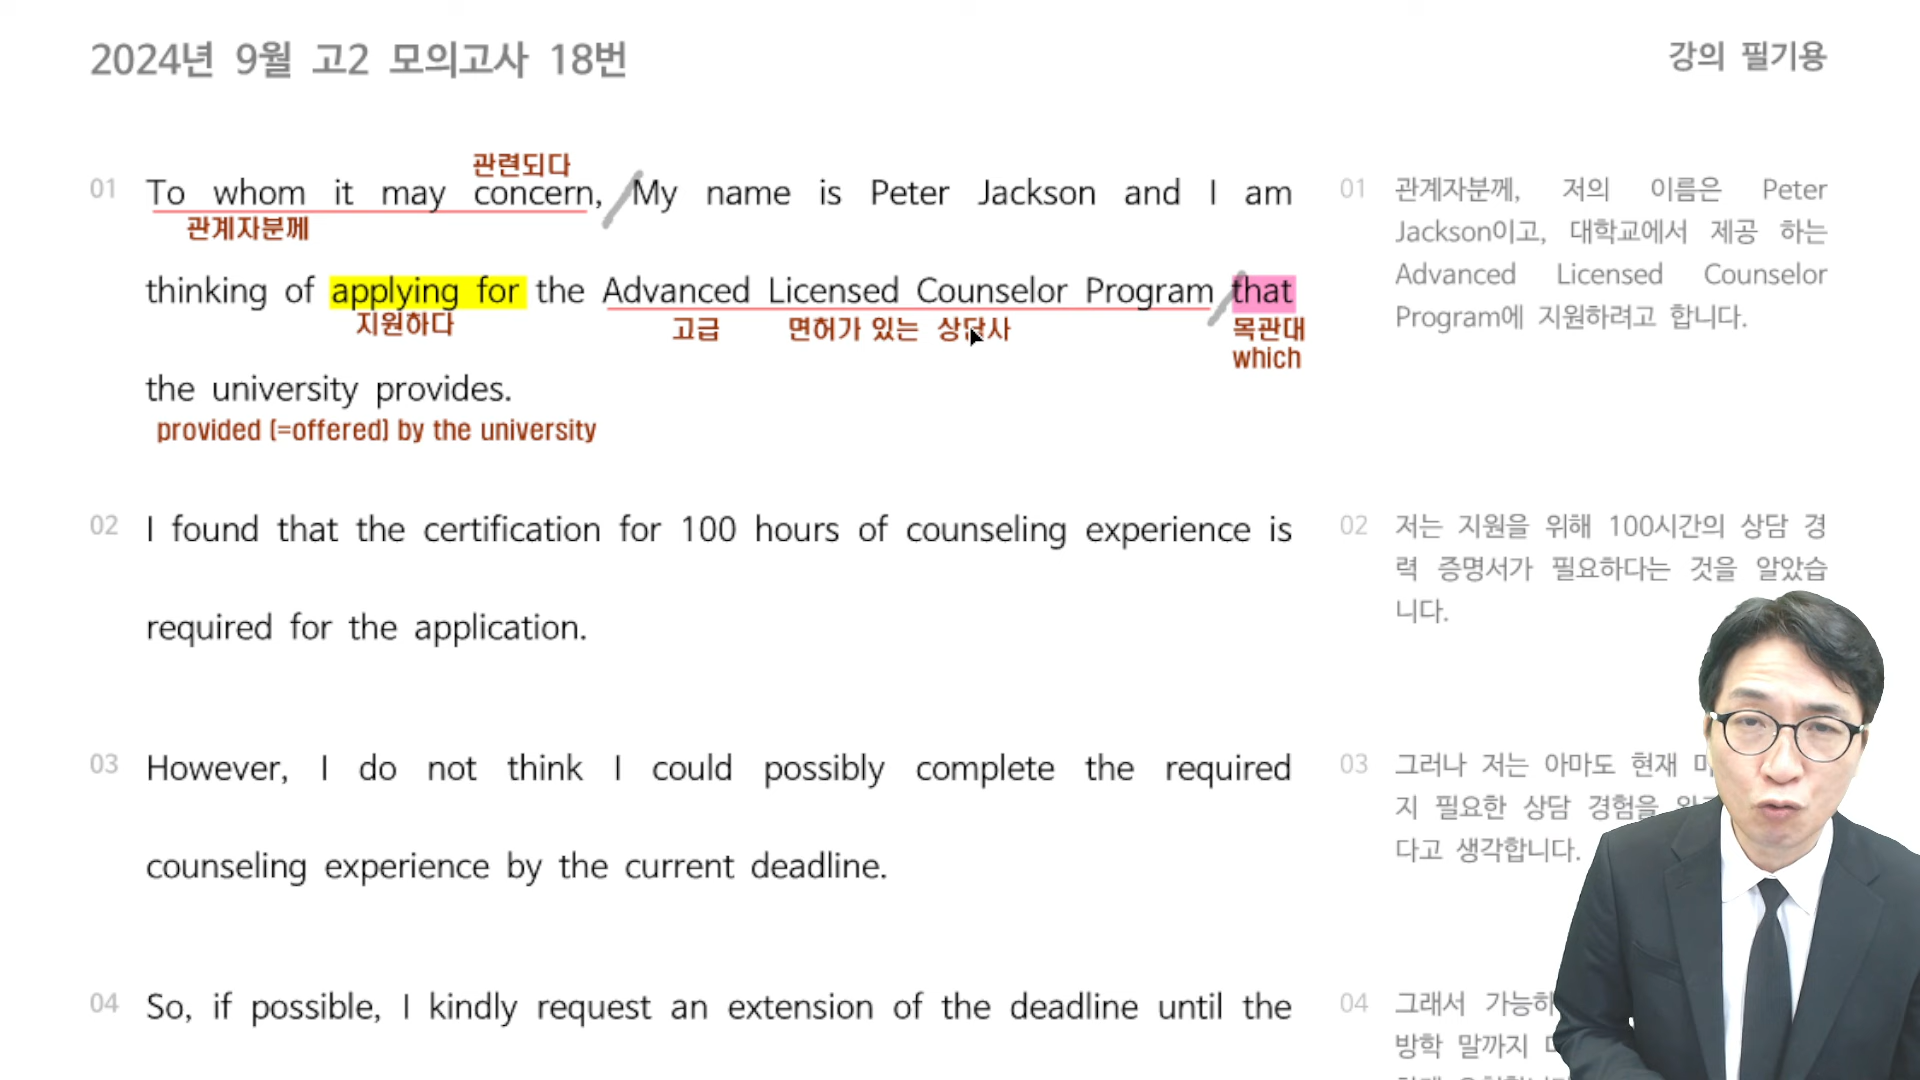 2024년 9월 고2 모의고사 18번
강의 필기용
관련되다
01 To whom it may concern, My name is Peter Jackson and I am
관계자분께
thinking of applying for the Advanced Licensed Counselor Program that
지원하다 고급 면허가 있는 상담사 목관대
which
the university provides.
provided (=offered) by the university
02 I found that the certification for 100 hours of counseling experience is
required for the application.
03 However, I do not think I could possibly complete the required
counseling experience by the current deadline.
04 So, if possible, I kindly request an extension of the deadline until the
01 관계자분께, 저의 이름은 Peter
Jackson이고, 대학교에서 제공 하는
Advanced Licensed Counselor
Program에 지원하려고 합니다.
02 저는 지원을 위해 100시간의 상담 경
력 증명서가 필요하다는 것을 알았습
니다.
03 그러나 저는 아마도 현재
지 필요한 상담 경험을
다고 생각합니다.
04 그래서
방학 말까지